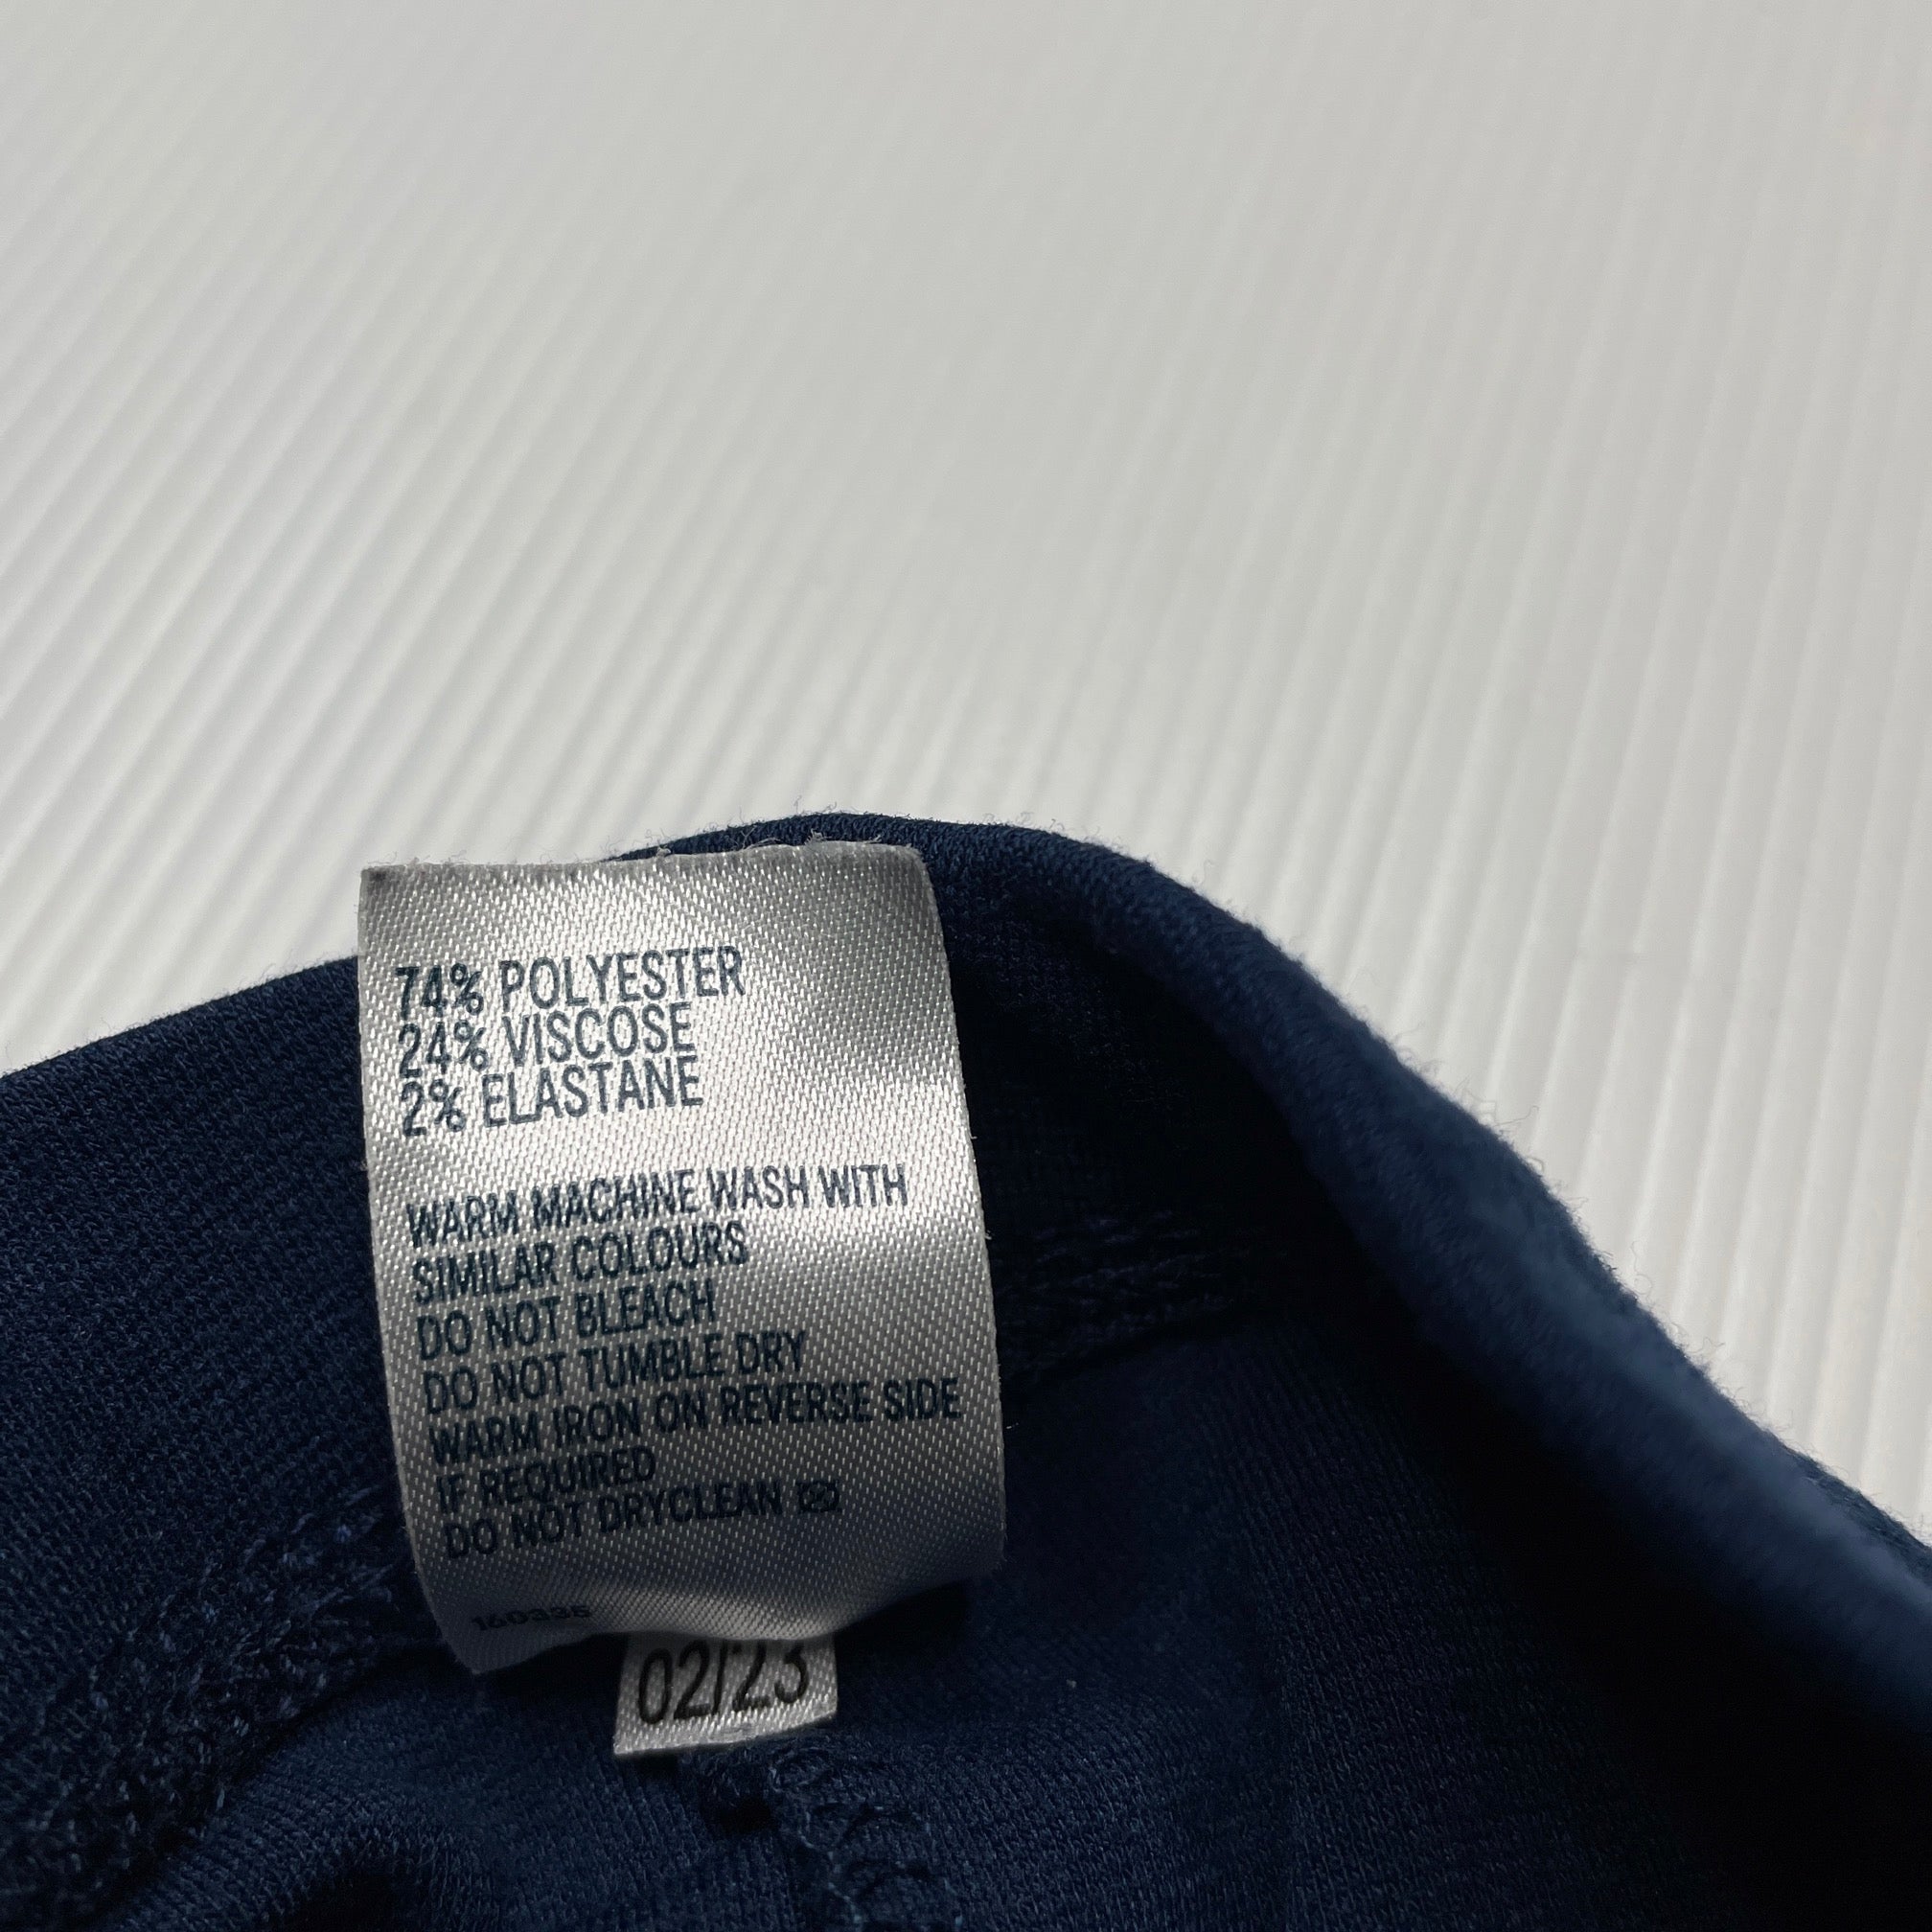 74% POLYESTER
24% VISCOSE
2% ELASTANE
WARM MACHINE WASH WITH
SIMILAR COLOURS
DO NOT BLEACH
DO NOT TUMBLE DRY
WARM IRON ON REVERSE SIDE
IF REQUIRED
DO NOT DRYCLEAN
160335
02/23